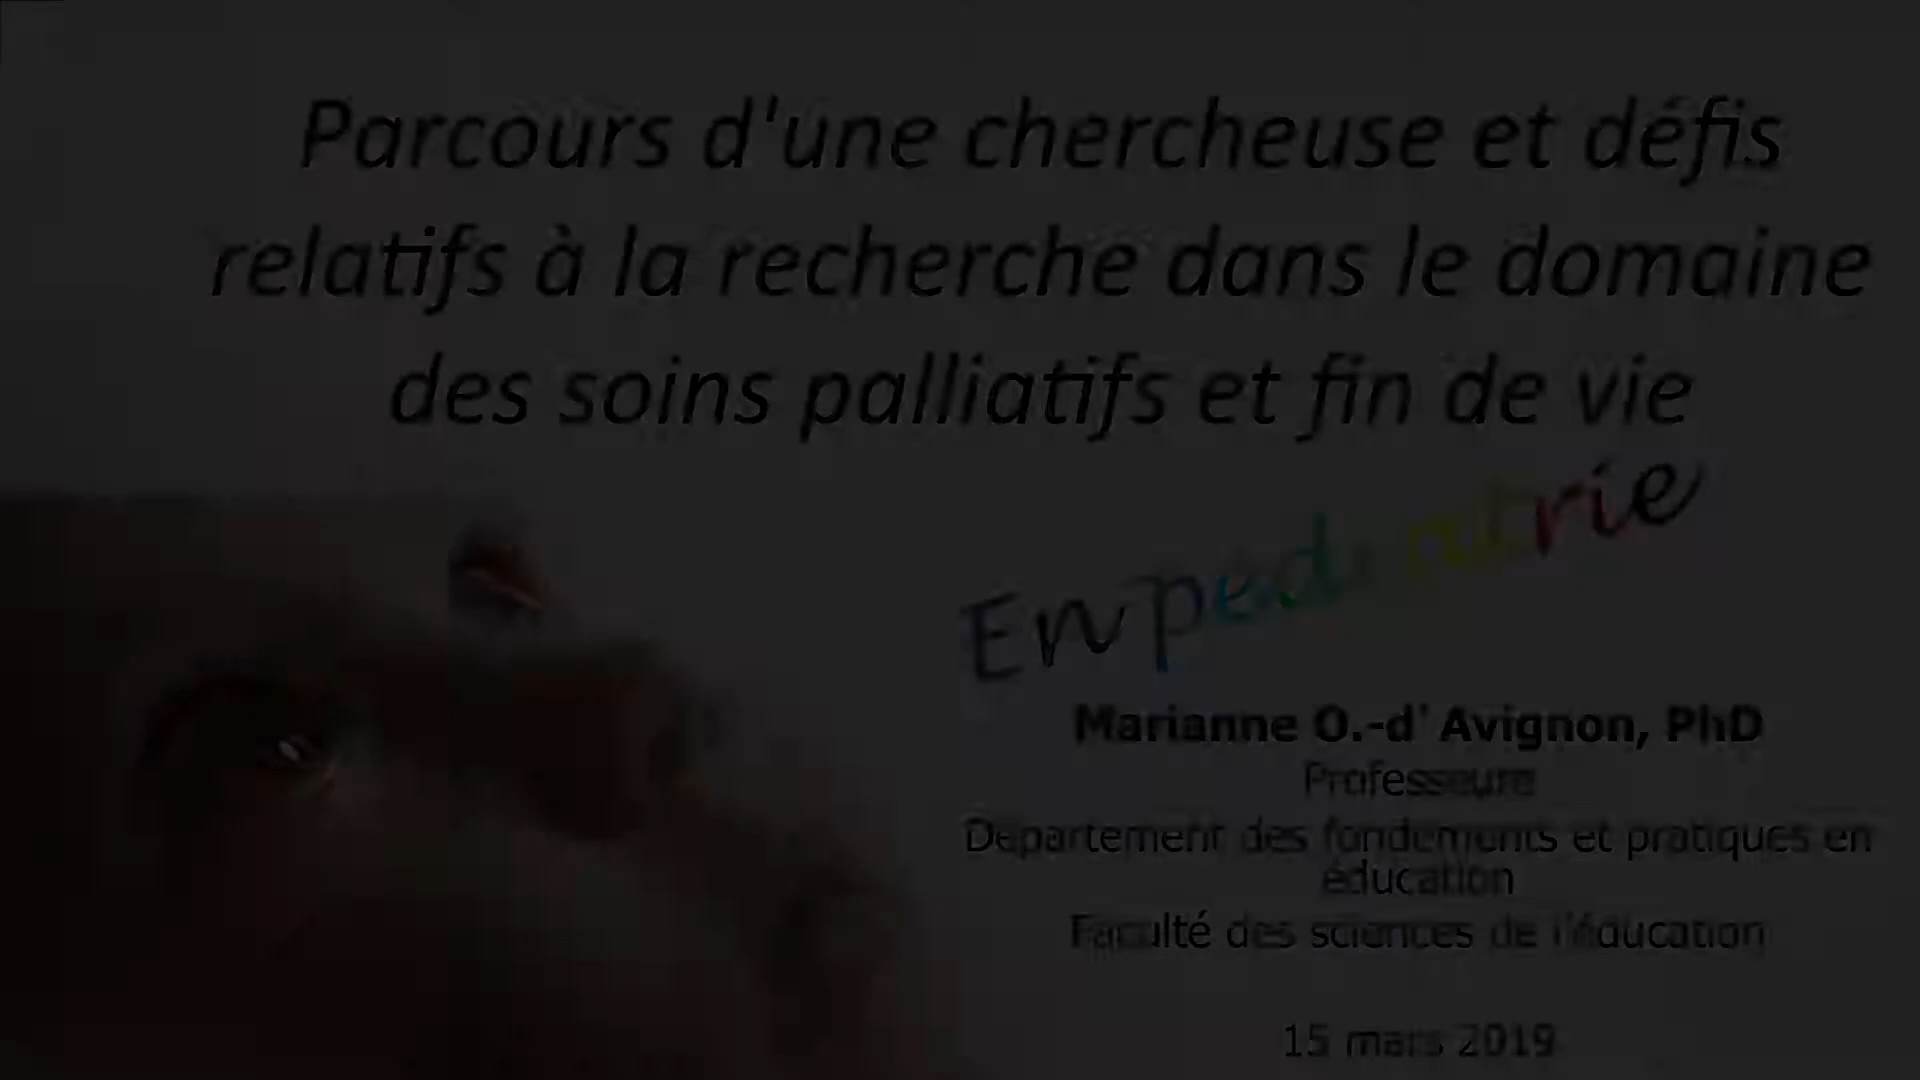 Parcours d'une chercheuse et défis
relatifs à la recherche dans le domaine
des soins palliatifs et fin de vie
En pédiatrie
Marianne O.-d' Avignon, PhD
Professeure
Département des fondements et pratiques en
éducation
Faculté des sciences de l'éducation
15 mars 2019